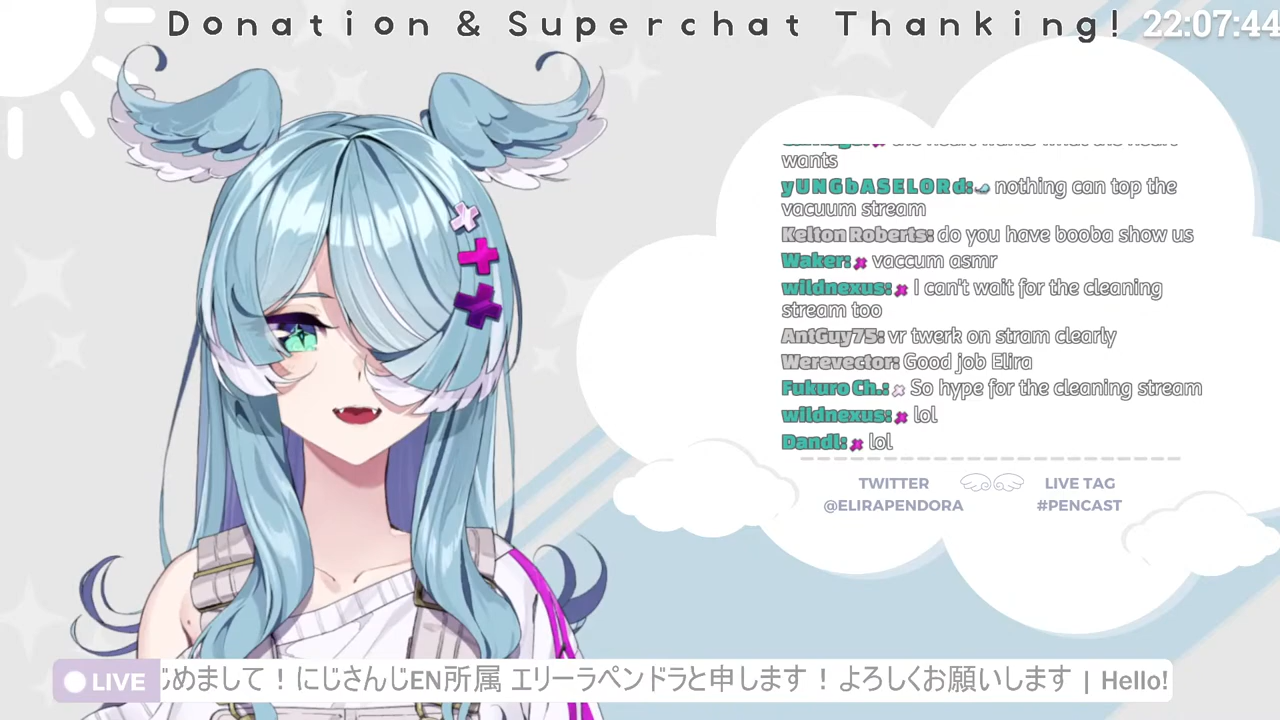 Donation & Superchat Thanking!
22:07:44
wants
yUNGbASELORd: nothing can top the
vacuum stream
Kelton Roberts: do you have booba show us
Waker: vaccum asmr
wildnexus: I can't wait for the cleaning
stream too
AntGuy75: vr twerk on stram clearly
Werevector: Good job Elira
Fukuro Ch.: So hype for the cleaning stream
wildnexus: lol
Dandl: lol
TWITTER
@ELIRAPENDORA
LIVE TAG
#PENCAST
LIVE
じめまして！にじさんじEN所属 エリーラペンドラと申します！よろしくお願いします | Hello!